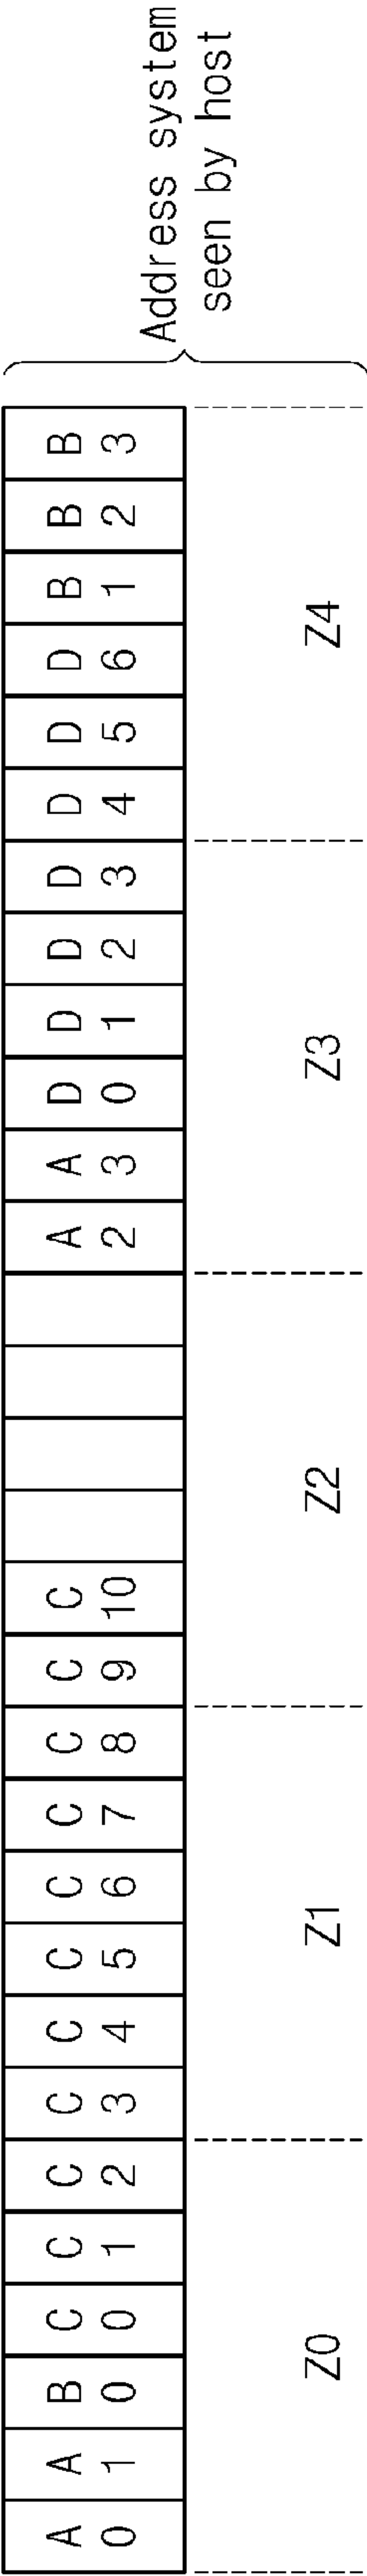 A 0
A 1
B 0
C 0
C 1
C 2
C 3
C 4
C 5
C 6
C 7
C 8
C 9
C 10
A 2
A 3
D 0
D 1
D 2
D 3
D 4
D 5
D 6
B 1
B 2
B 3
Address system
seen by host
Z0
Z1
Z2
Z3
Z4